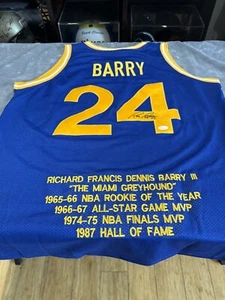 BARRY
24
RICHARD FRANCIS DENNIS BARRY III
"THE MIAMI GREYHOUND"
1965-66 NBA ROOKIE OF THE YEAR
1966-67 ALL-STAR GAME MVP
1974-75 NBA FINALS MVP
1987 HALL OF FAME